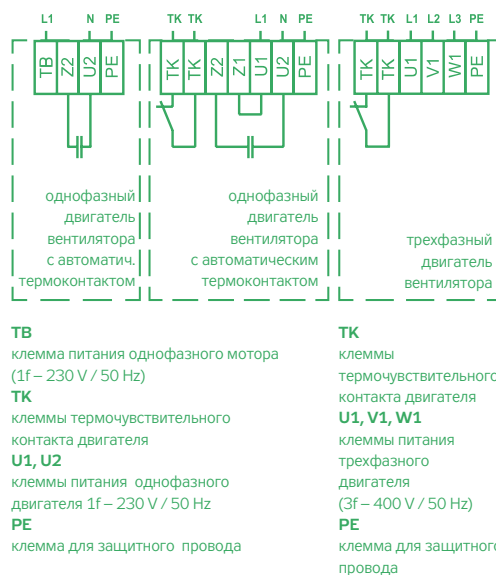 L1 N PE
TB Z2 U2 PE
однофазный
двигатель
вентилятора
с автоматич.
термоконтактом
TK TK L1 N PE
TK TK Z2 Z1 U1 U2 PE
однофазный
двигатель
вентилятора
с автоматическим
термоконтактом
TK TK L1 L2 L3 PE
TK TK U1 V1 W1 PE
трехфазный
двигатель
вентилятора
TB
клемма питания однофазного мотора
(1f – 230 V / 50 Hz)
TK
клеммы термочувствительного
контакта двигателя
U1, U2
клеммы питания однофазного
двигателя 1f – 230 V / 50 Hz
PE
клемма для защитного провода
TK
клеммы
термочувствительного
контакта двигателя
U1, V1, W1
клеммы питания
трехфазного
двигателя
(3f – 400 V / 50 Hz)
PE
клемма для защитного
провода